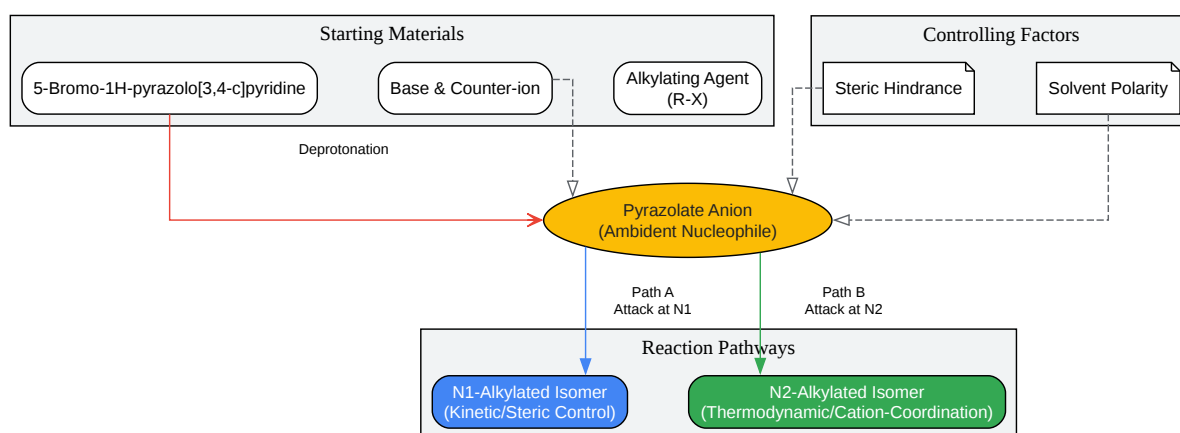 Starting Materials
Controlling Factors
5-Bromo-1H-pyrazolo[3,4-c]pyridine
Base & Counter-ion
Alkylating Agent
(R-X)
Steric Hindrance
Solvent Polarity
Deprotonation
Pyrazolate Anion
(Ambident Nucleophile)
Path A
Attack at N1
Path B
Attack at N2
Reaction Pathways
N1-Alkylated Isomer
(Kinetic/Steric Control)
N2-Alkylated Isomer
(Thermodynamic/Cation-Coordination)